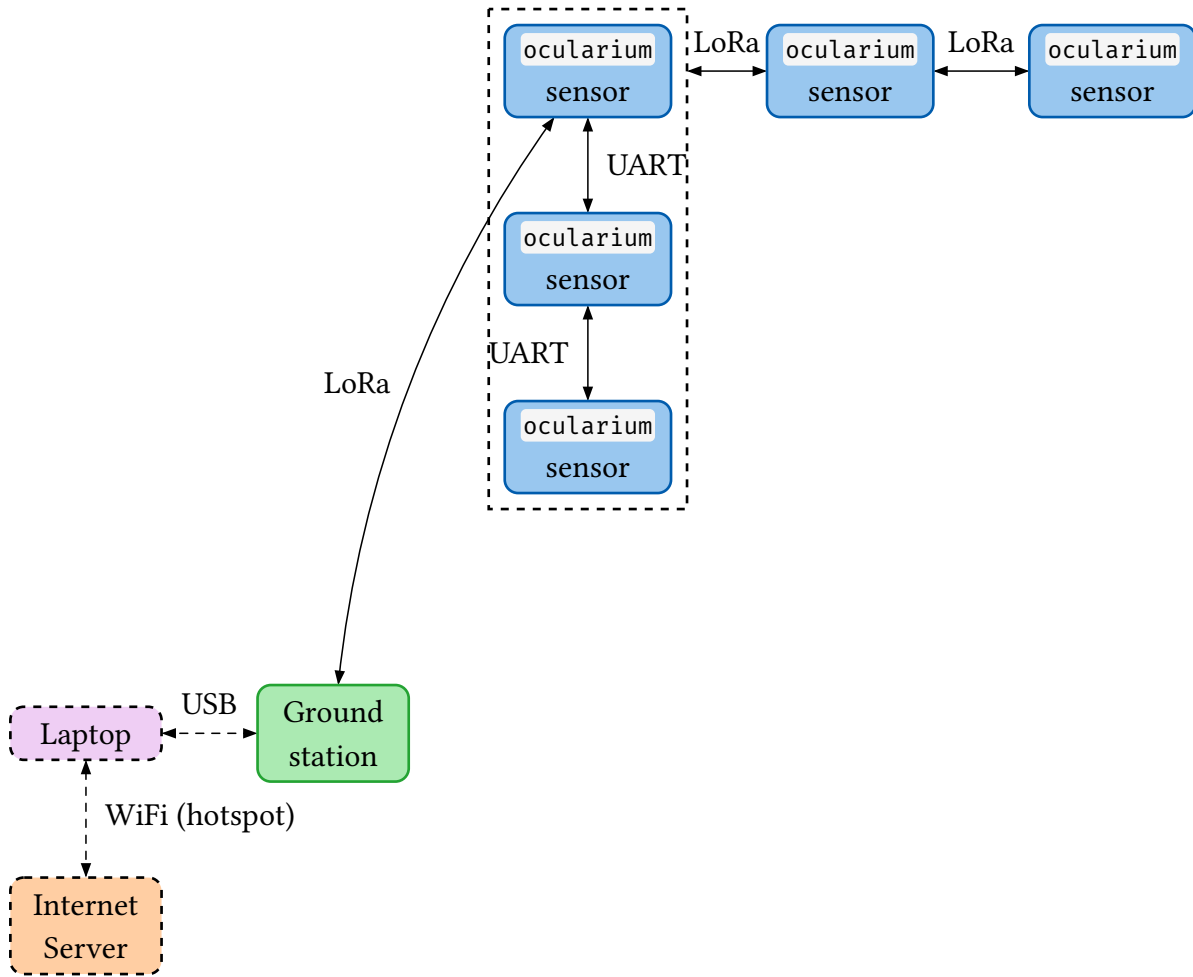 ocularium
sensor
LoRa
ocularium
sensor
LoRa
ocularium
sensor
UART
ocularium
sensor
UART
ocularium
sensor
LoRa
Ground
station
USB
Laptop
WiFi (hotspot)
Internet
Server